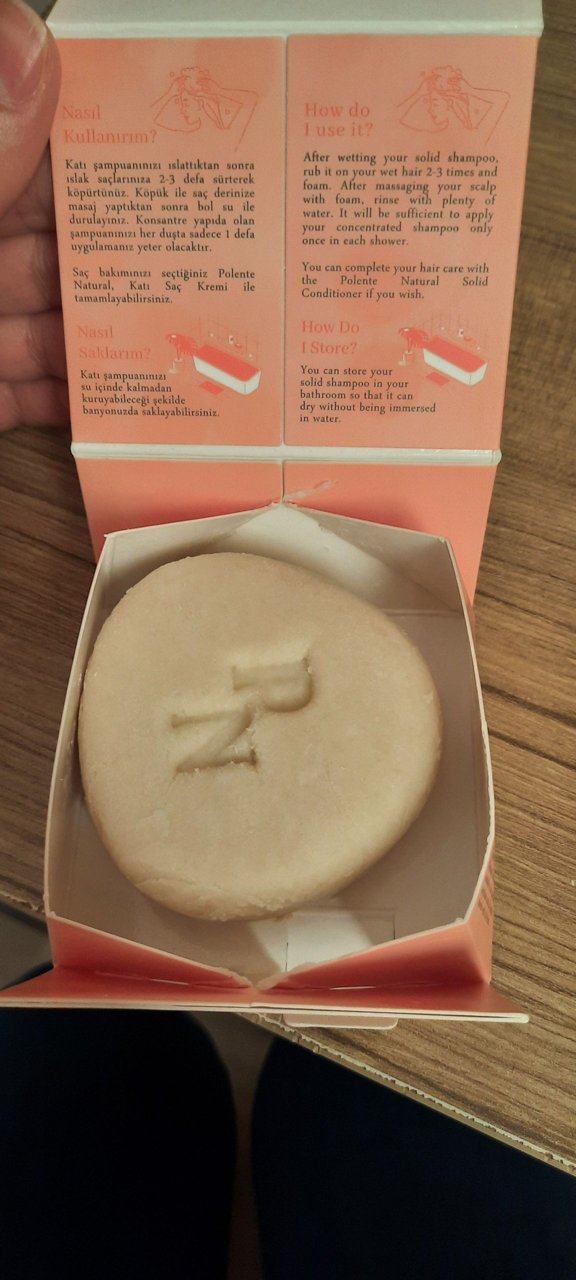 Nasıl
Kullanırım?
Katı şampuanınızı ıslattıktan sonra
ıslak saçlarınıza 2-3 defa sürterek
köpürtünüz. Köpük ile saç derinize
masaj yaptıktan sonra bol su ile
durulayınız. Konsantre yapıda olan
şampuanınızı her duşta sadece 1 defa
uygulamanız yeter olacaktır.
Saç bakımınızı seçtiğiniz Polente
Natural, Katı Saç Kremi ile
tamamlayabilirsiniz.
Nasıl
Saklarım?
Katı şampuanınızı
su içinde kalmadan
kuruyabileceği şekilde
banyonuzda saklayabilirsiniz.
How do
I use it?
After wetting your solid shampoo,
rub it on your wet hair 2-3 times and
foam. After massaging your scalp
with foam, rinse with plenty of
water. It will be sufficient to apply
your concentrated shampoo only
once in each shower.
You can complete your hair care with
the Polente Natural Solid
Conditioner if you wish.
How Do
I Store?
You can store your
solid shampoo in your
bathroom so that it can
dry without being immersed
in water.
PN